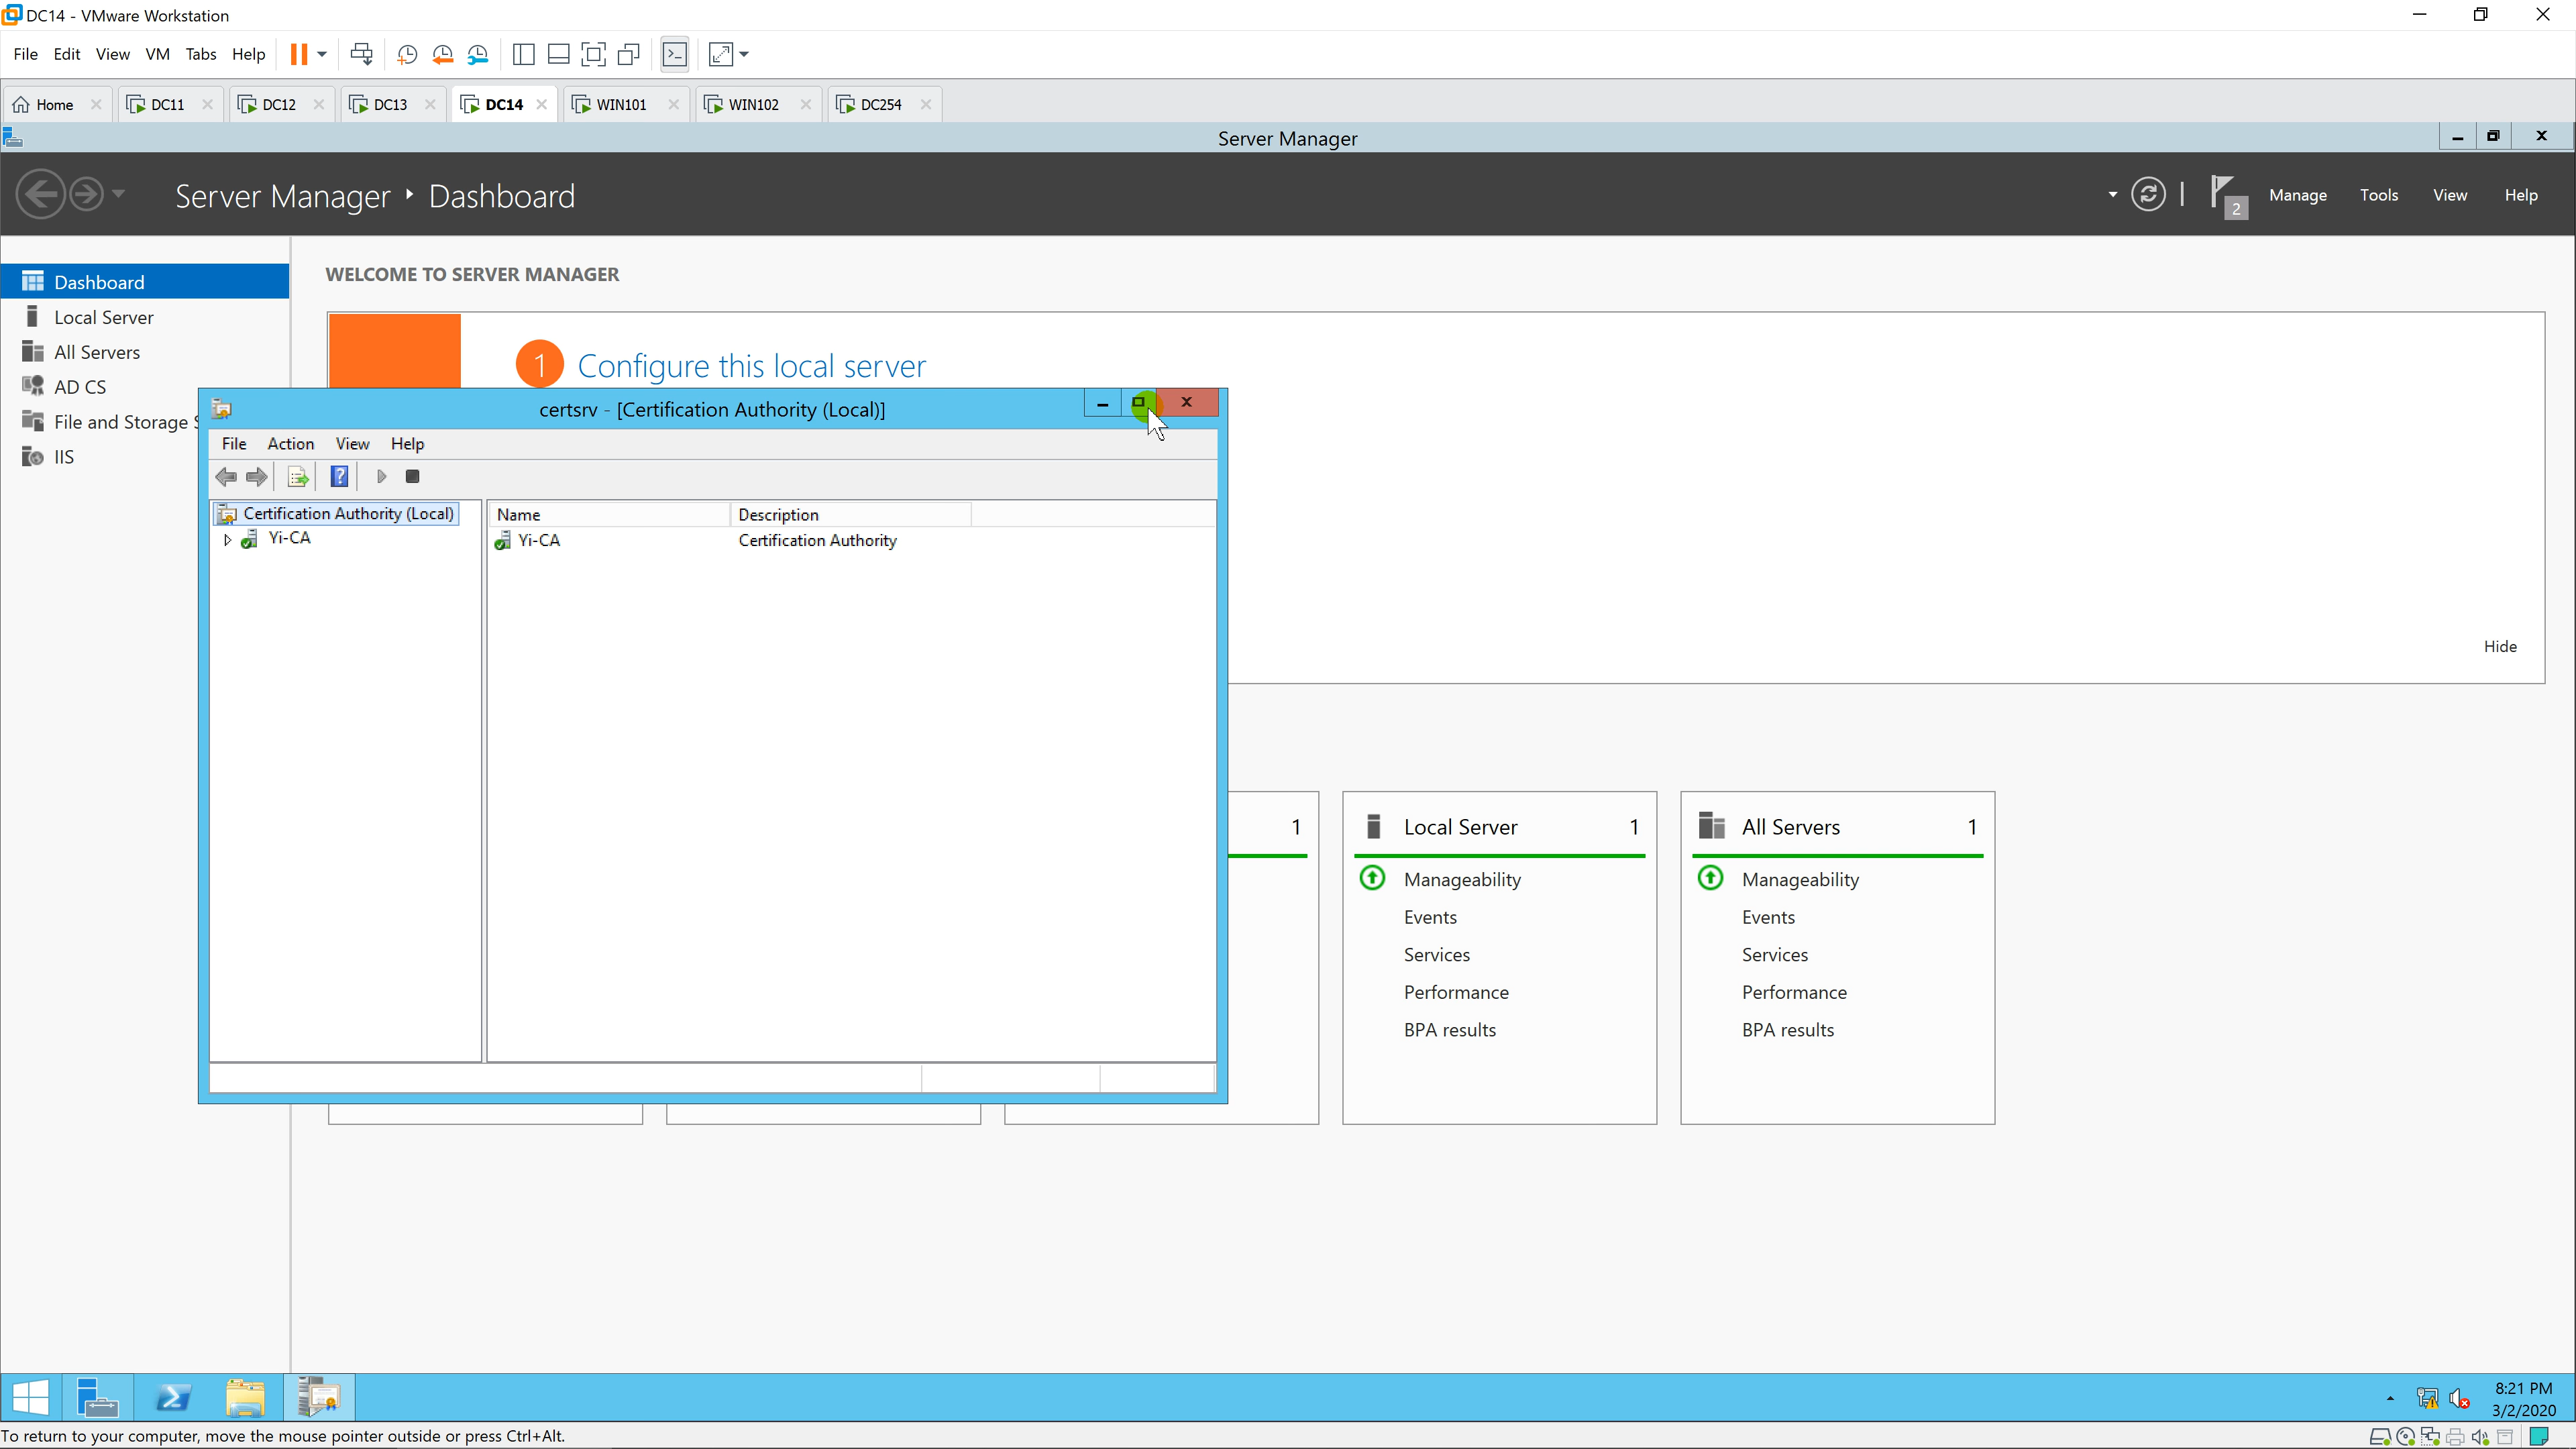 DC14 - VMware Workstation
File Edit View VM Tabs Help
Home DC11 DC12 DC13 DC14 WIN101 WIN102 DC254
Server Manager
Server Manager Dashboard
2 Manage Tools View Help
Dashboard
Local Server
All Servers
AD CS
File and Storage S
IIS
WELCOME TO SERVER MANAGER
1 Configure this local server
Hide
certsrv - [Certification Authority (Local)]
File Action View Help
Certification Authority (Local)
Yi-CA
Name Description
Yi-CA Certification Authority
1
Local Server 1
Manageability
Events
Services
Performance
BPA results
All Servers 1
Manageability
Events
Services
Performance
BPA results
8:21 PM
3/2/2020
To return to your computer, move the mouse pointer outside or press Ctrl+Alt.